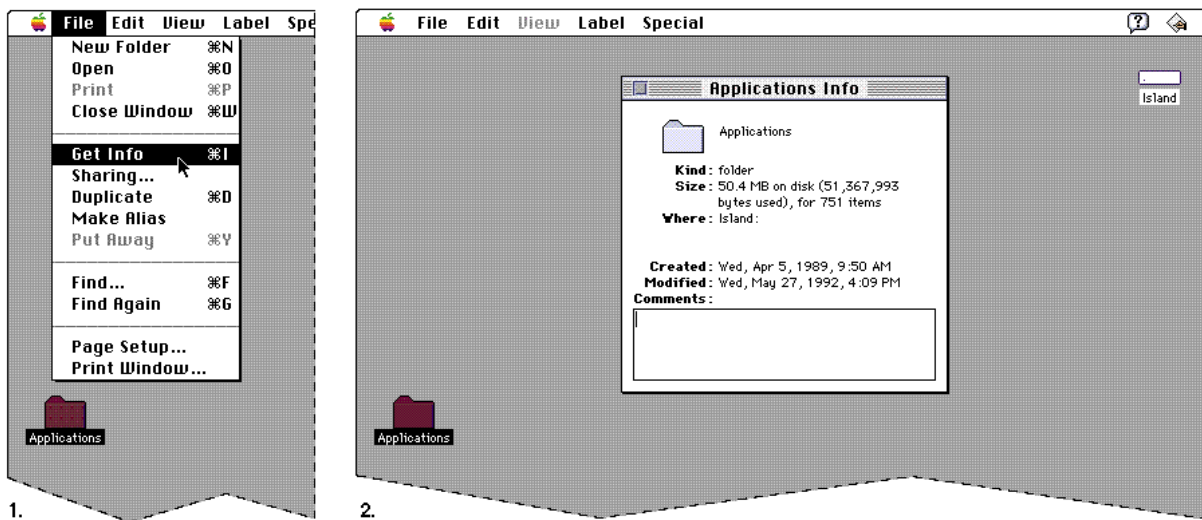 File Edit View Label Spe
New Folder ⌘N
Open ⌘O
Print ⌘P
Close Window ⌘W
Get Info ⌘I
Sharing...
Duplicate ⌘D
Make Alias
Put Away ⌘Y
Find... ⌘F
Find Again ⌘G
Page Setup...
Print Window...
Applications
1.
File Edit View Label Special
Island
Applications Info
Applications
Kind: folder
Size: 50.4 MB on disk (51,367,993
bytes used), for 751 items
Where: Island:
Created: Wed, Apr 5, 1989, 9:50 AM
Modified: Wed, May 27, 1992, 4:09 PM
Comments:
Applications
2.